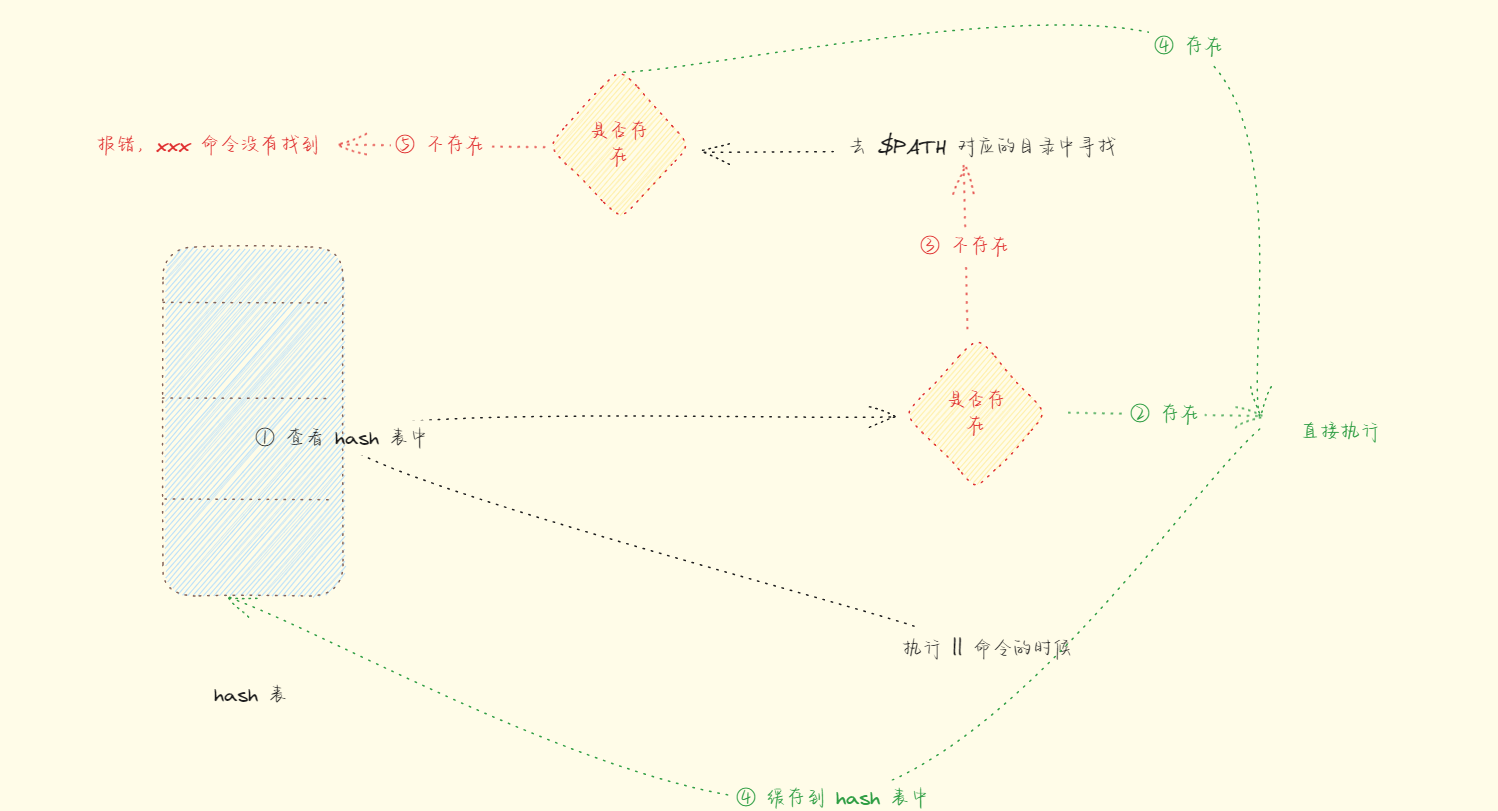 ④ 存在
是否存
在
报错, xxx 命令没有找到
⑤ 不存在
去 $PATH 对应的目录中寻找
③ 不存在
是否存
在
② 存在
直接执行
① 查看 hash 表中
执行 ll 命令的时候
hash 表
④ 缓存到 hash 表中